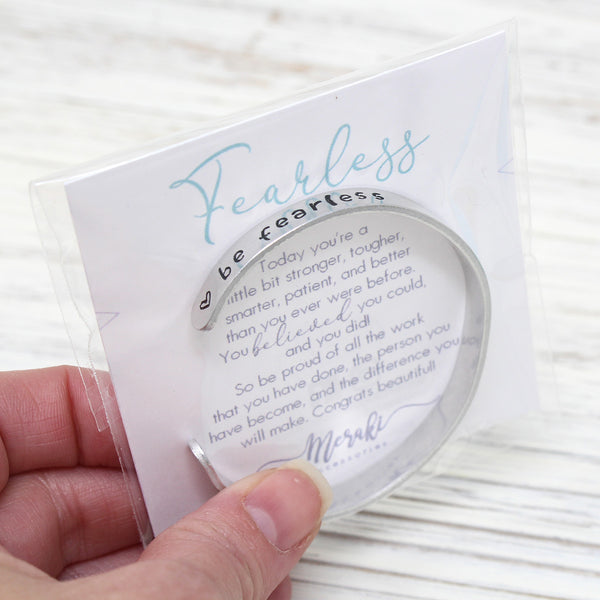 Fearless
♡ be fearless
Today you're a
little bit stronger, tougher,
smarter, patient, and better
than you ever were before.
You believed you could,
and you did!
So be proud of all the work
that you have done, the person you
have become, and the difference you
will make. Congrats beautiful!
Meraki